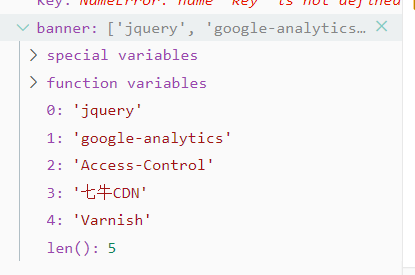 key: NameError: name 'key' is not defined
banner: ['jquery', 'google-analytics…
special variables
function variables
0: 'jquery'
1: 'google-analytics'
2: 'Access-Control'
3: '七牛CDN'
4: 'Varnish'
len(): 5